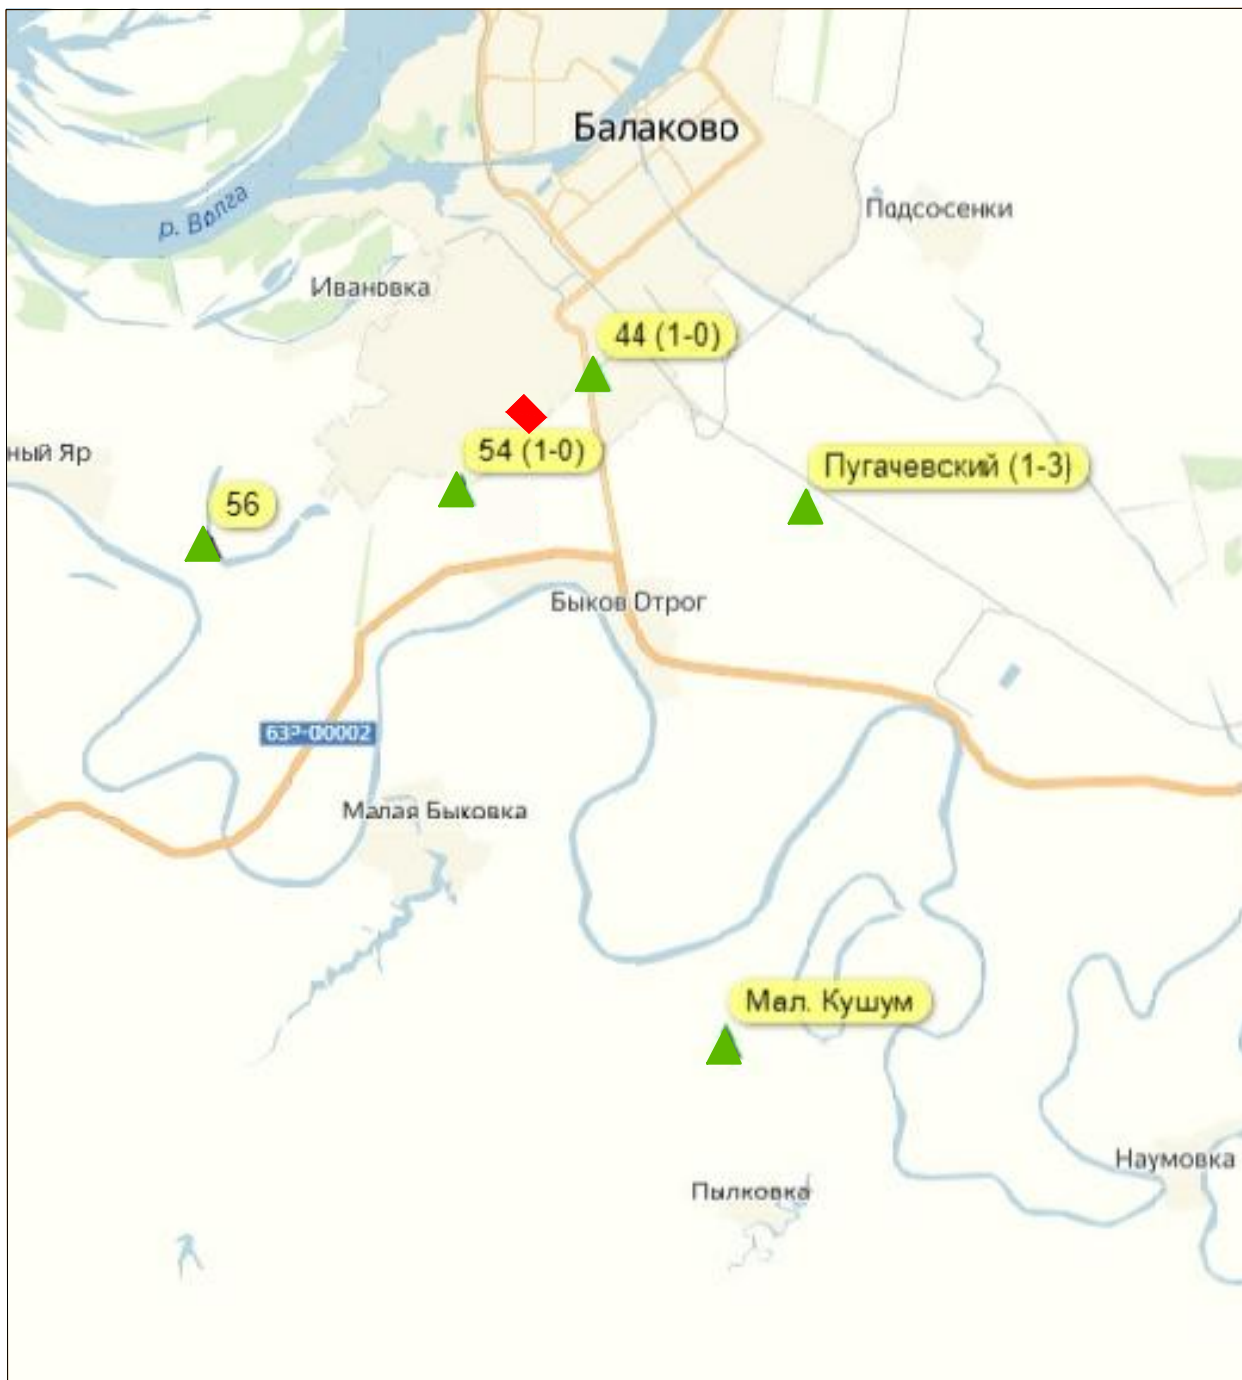 Балаково
Подсосенки
р. Волга
Ивановка
44 (1-0)
54 (1-0)
ный Яр
Пугачевский (1-3)
56
Быков Отрог
63Р-00002
Малая Быковка
Мал. Кушум
Наумовка
Пылковка